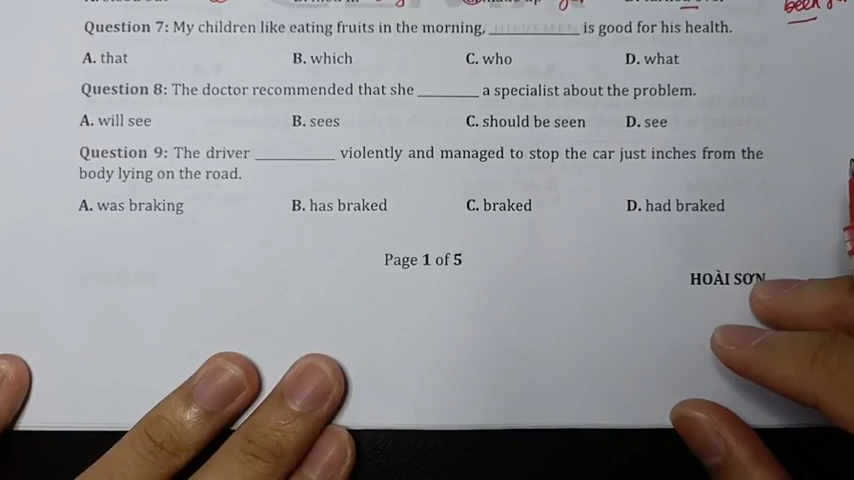 Question 7: My children like eating fruits in the morning, __________ is good for his health.
A. that B. which C. who D. what
Question 8: The doctor recommended that she _______ a specialist about the problem.
A. will see B. sees C. should be seen D. see
Question 9: The driver _________ violently and managed to stop the car just inches from the
body lying on the road.
A. was braking B. has braked C. braked D. had braked
Page 1 of 5
HOÀI SƠN